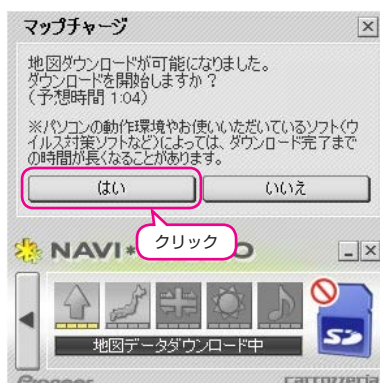 マップチャージ
地図ダウンロードが可能になりました。
ダウンロードを開始しますか？
（予想時間 1:04）
※パソコンの動作環境やお使いいただいているソフト(ウ
イルス対策ソフトなど)によっては、ダウンロード完了まで
の時間が長くなることがあります。
はい
いいえ
クリック
NAVI*
O
地図データダウンロード中
SD
Pioneer
carrozzeria